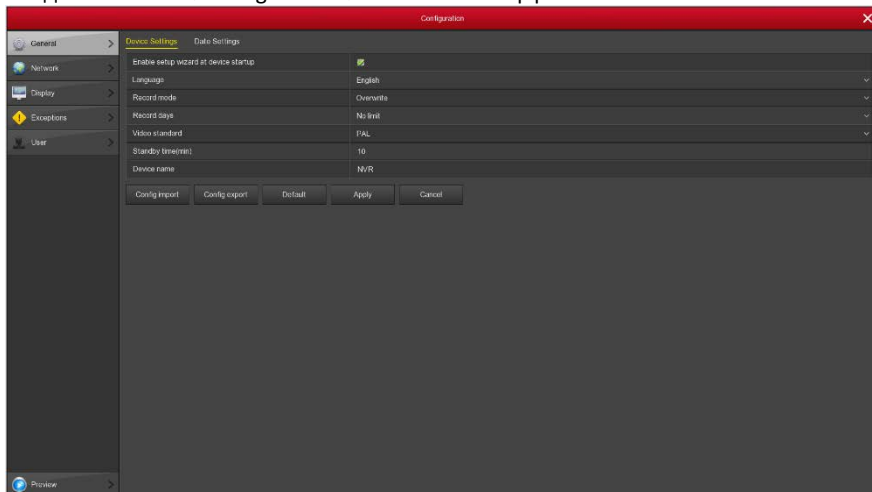 Configuration
General
Network
Display
Exceptions
User
Preview
Device Settings Date Settings
Enable setup wizard at device startup
Language English
Record mode Overwrite
Record days No limit
Video standard PAL
Standby time(min) 10
Device name NVR
Config import Config export Default Apply Cancel